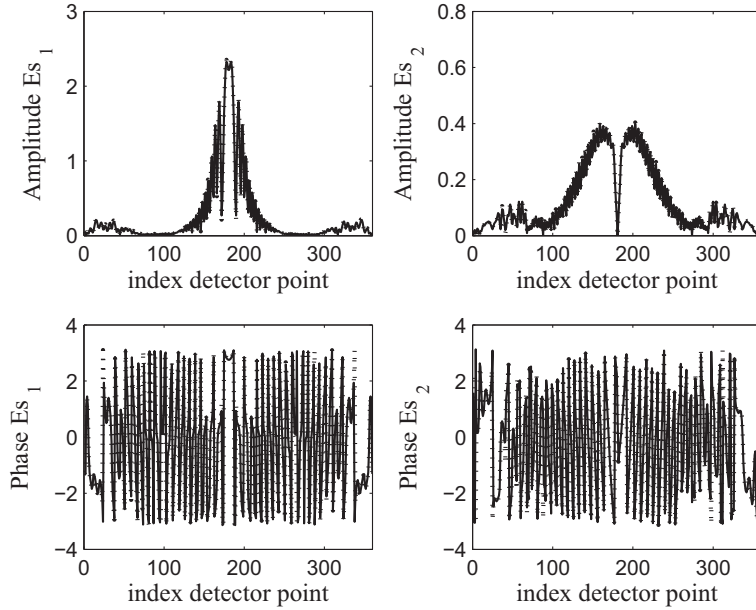 3
2
1
0
0 100 200 300
Amplitude Es 1
index detector point
0.8
0.6
0.4
0.2
0
0 100 200 300
Amplitude Es 2
index detector point
4
2
0
−2
−4
0 100 200 300
Phase Es 1
index detector point
4
2
0
−2
−4
0 100 200 300
Phase Es 2
index detector point